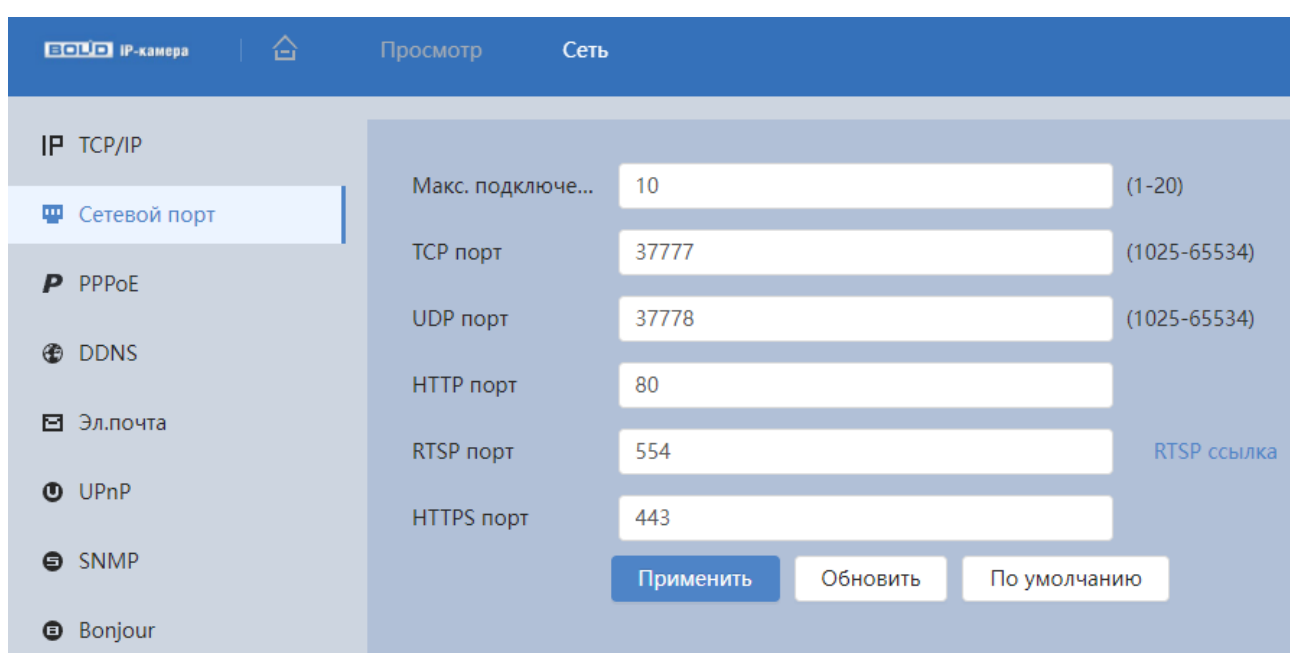 BOLID IP-камера Просмотр Сеть
TCP/IP
Сетевой порт
PPPoE
DDNS
Эл.почта
UPnP
SNMP
Bonjour
Макс. подключе... 10 (1-20)
TCP порт 37777 (1025-65534)
UDP порт 37778 (1025-65534)
HTTP порт 80
RTSP порт 554 RTSP ссылка
HTTPS порт 443
Применить Обновить По умолчанию